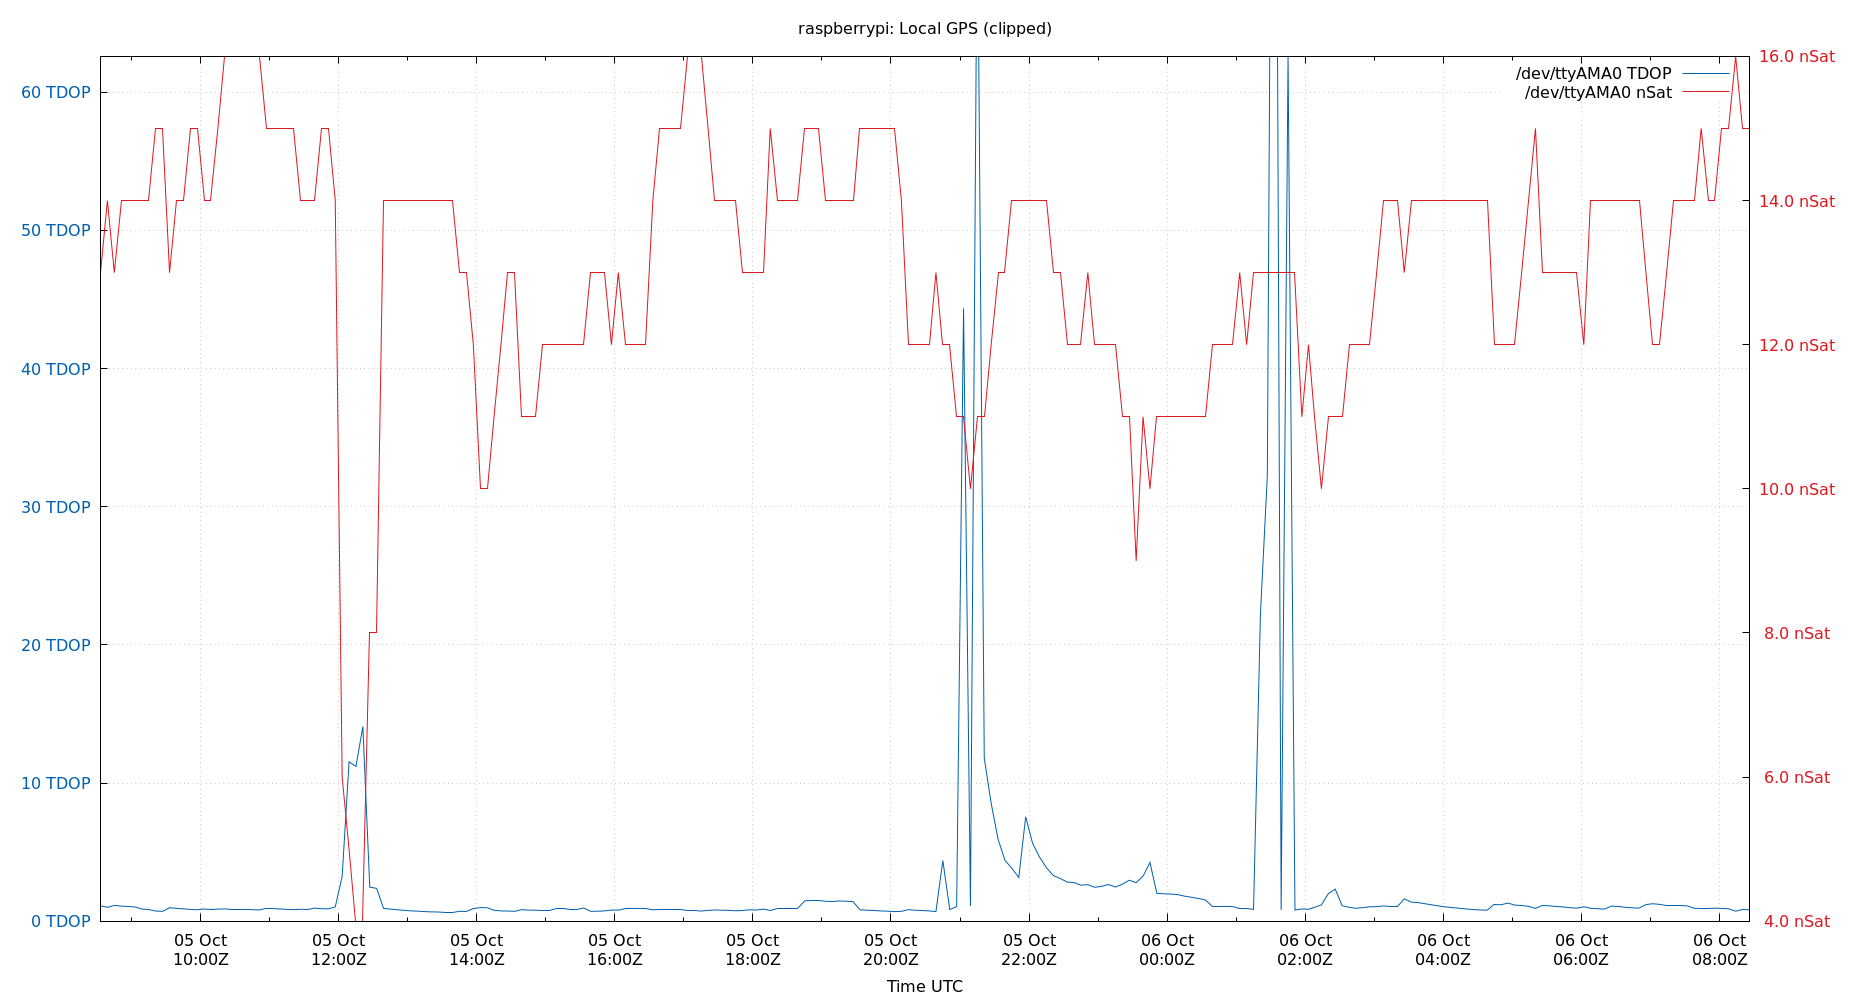 raspberrypi: Local GPS (clipped)
/dev/ttyAMA0 TDOP
/dev/ttyAMA0 nSat
60 TDOP
50 TDOP
40 TDOP
30 TDOP
20 TDOP
10 TDOP
0 TDOP
16.0 nSat
14.0 nSat
12.0 nSat
10.0 nSat
8.0 nSat
6.0 nSat
4.0 nSat
05 Oct
10:00Z
05 Oct
12:00Z
05 Oct
14:00Z
05 Oct
16:00Z
05 Oct
18:00Z
05 Oct
20:00Z
05 Oct
22:00Z
06 Oct
00:00Z
06 Oct
02:00Z
06 Oct
04:00Z
06 Oct
06:00Z
06 Oct
08:00Z
Time UTC